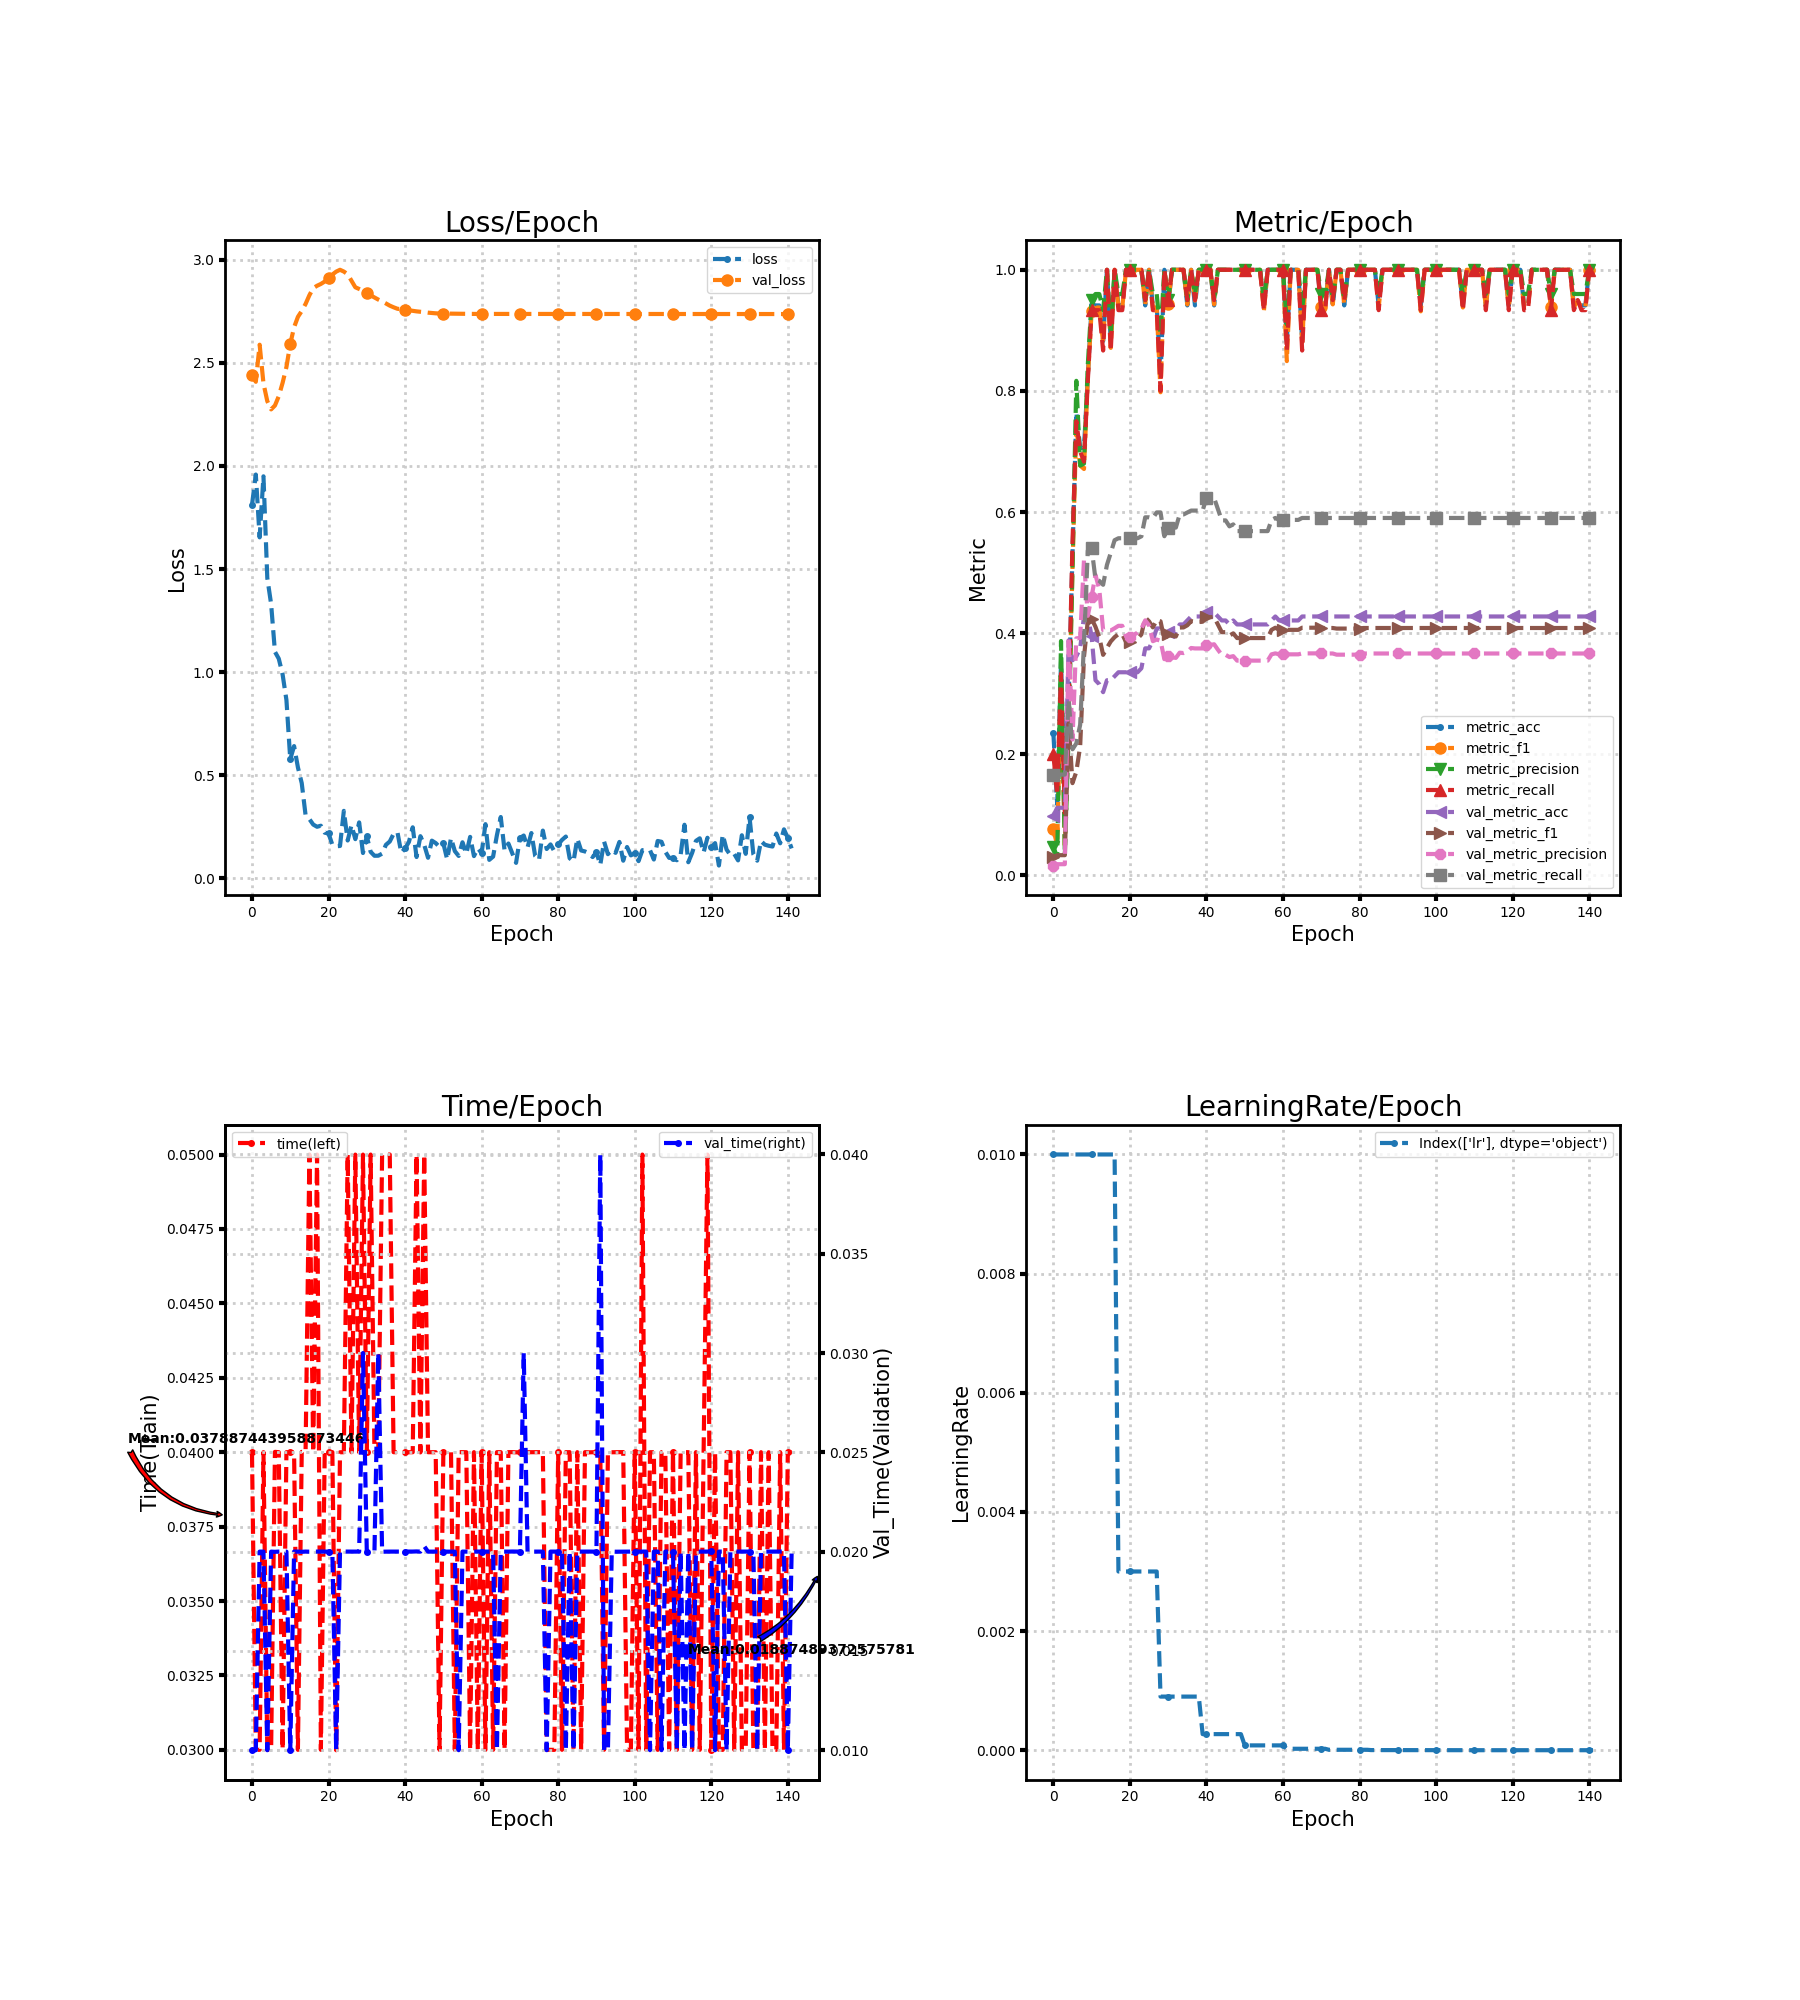 Loss/Epoch
3.0
2.5
2.0
1.5
1.0
0.5
0.0
Loss
loss
val_loss
0 20 40 60 80 100 120 140
Epoch
Metric/Epoch
1.0
0.8
0.6
0.4
0.2
0.0
Metric
metric_acc
metric_f1
metric_precision
metric_recall
val_metric_acc
val_metric_f1
val_metric_precision
val_metric_recall
0 20 40 60 80 100 120 140
Epoch
Time/Epoch
time(left)
val_time(right)
0.0500
0.0475
0.0450
0.0425
0.0400
0.0375
0.0350
0.0325
0.0300
Time(Train)
Mean:0.037887443958873446
0.040
0.035
0.030
0.025
0.020
0.015
0.010
Val_Time(Validation)
0 20 40 60 80 100 120 140
Epoch
LearningRate/Epoch
Index(['lr'], dtype='object')
0.010
0.008
0.006
0.004
0.002
0.000
LearningRate
0 20 40 60 80 100 120 140
Epoch